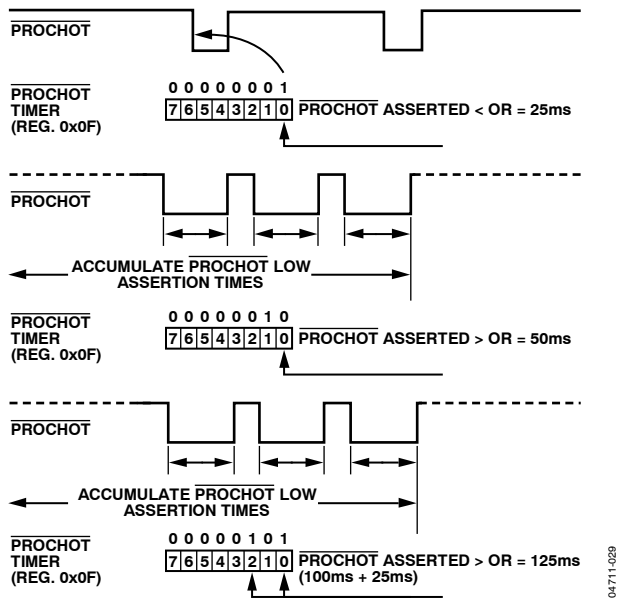 PROCHOT
PROCHOT
TIMER
(REG. 0x0F)
0 0 0 0 0 0 0 1
7 6 5 4 3 2 1 0
PROCHOT ASSERTED < OR = 25ms
PROCHOT
ACCUMULATE PROCHOT LOW
ASSERTION TIMES
PROCHOT
TIMER
(REG. 0x0F)
0 0 0 0 0 0 1 0
7 6 5 4 3 2 1 0
PROCHOT ASSERTED > OR = 50ms
PROCHOT
ACCUMULATE PROCHOT LOW
ASSERTION TIMES
PROCHOT
TIMER
(REG. 0x0F)
0 0 0 0 0 1 0 1
7 6 5 4 3 2 1 0
PROCHOT ASSERTED > OR = 125ms
(100ms + 25ms)
04711-029